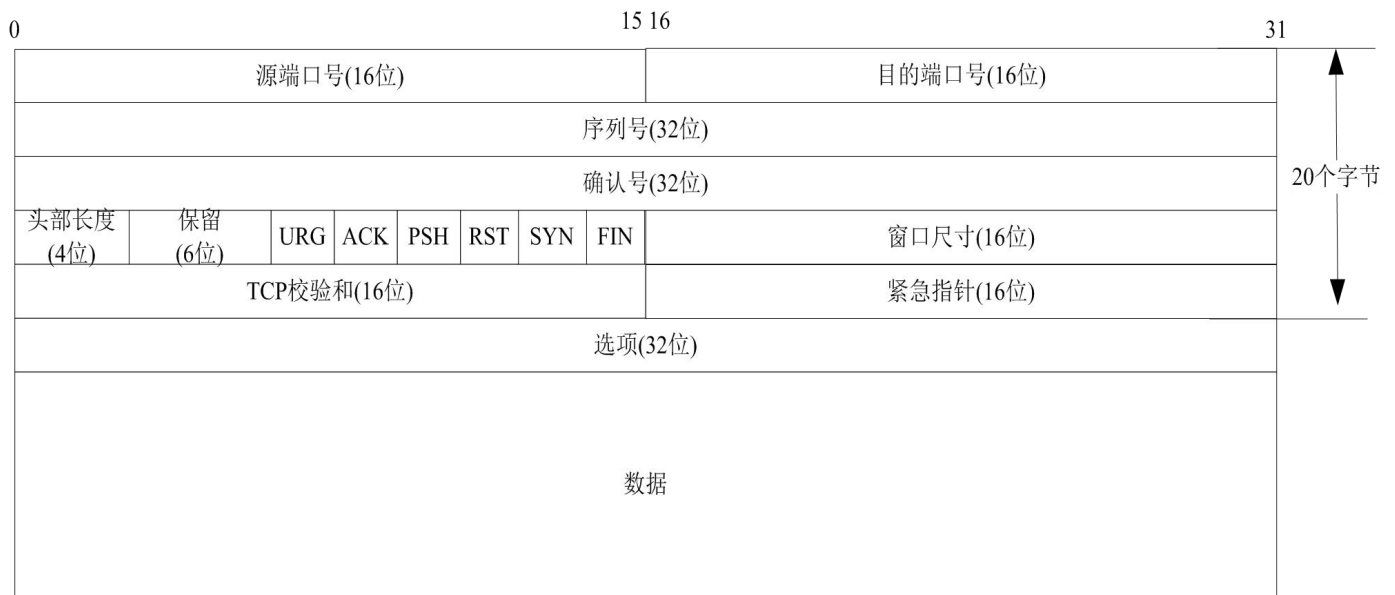 0 15 16 31
源端口号(16位) 目的端口号(16位)
序列号(32位)
确认号(32位)
20个字节
头部长度
(4位)
保留
(6位)
URG ACK PSH RST SYN FIN 窗口尺寸(16位)
TCP校验和(16位) 紧急指针(16位)
选项(32位)
数据